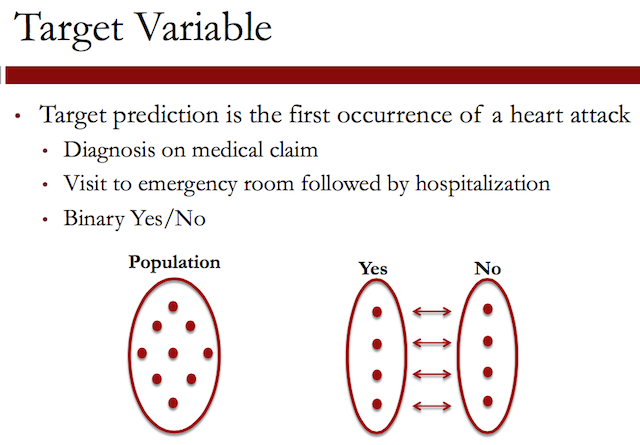 Target Variable
• Target prediction is the first occurrence of a heart attack
• Diagnosis on medical claim
• Visit to emergency room followed by hospitalization
• Binary Yes/No
Population
Yes No